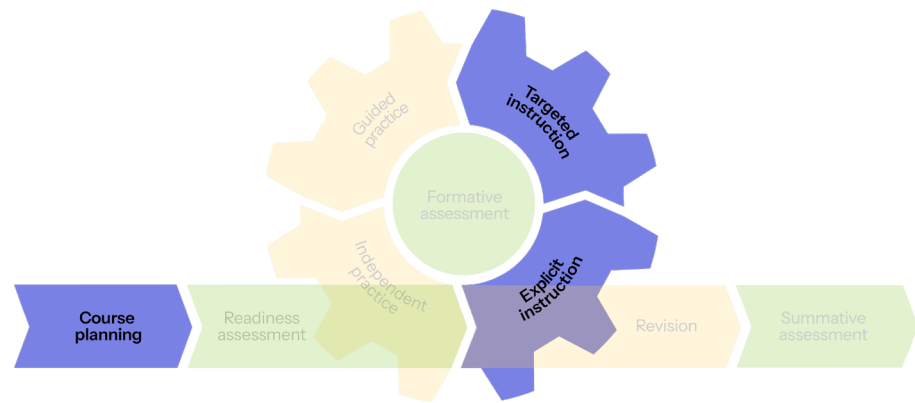 Guided
practice
Targeted
instruction
Formative
assessment
Independent
practice
Explicit
instruction
Course
planning
Readiness
assessment
Revision
Summative
assessment